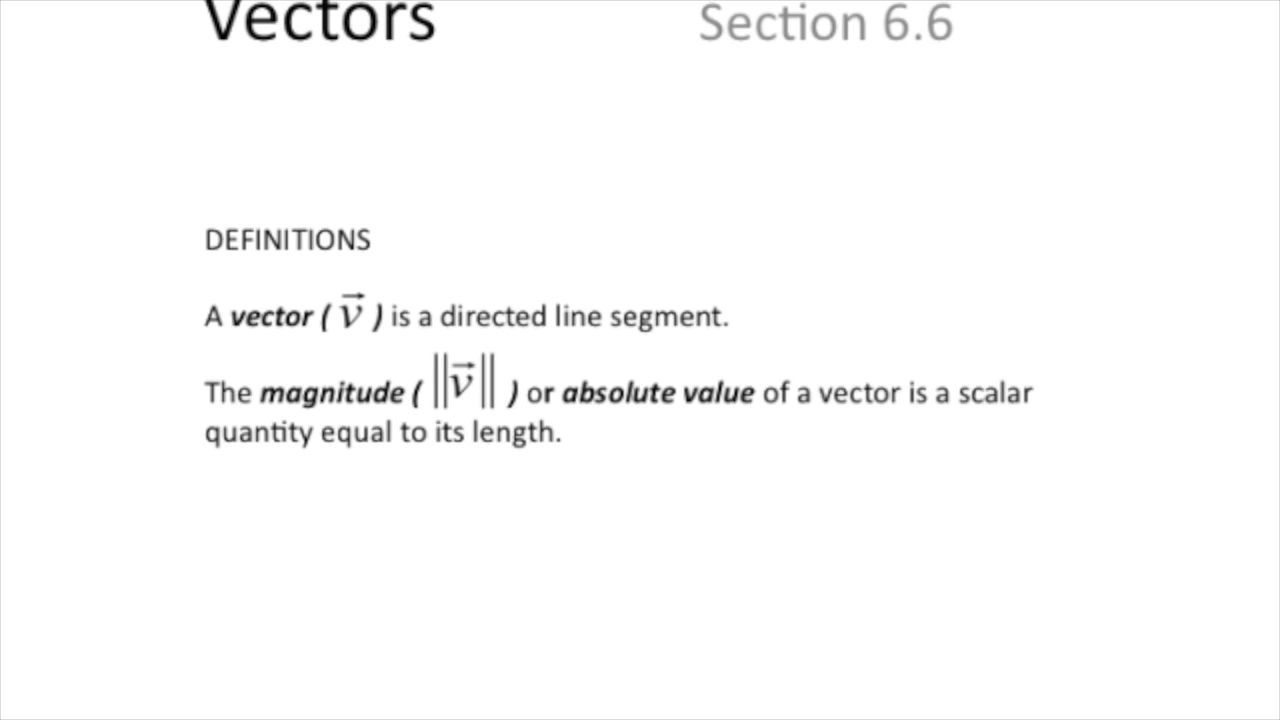 Vectors Section 6.6
DEFINITIONS
A vector ( v⃗ ) is a directed line segment.
The magnitude ( ||v⃗|| ) or absolute value of a vector is a scalar
quantity equal to its length.